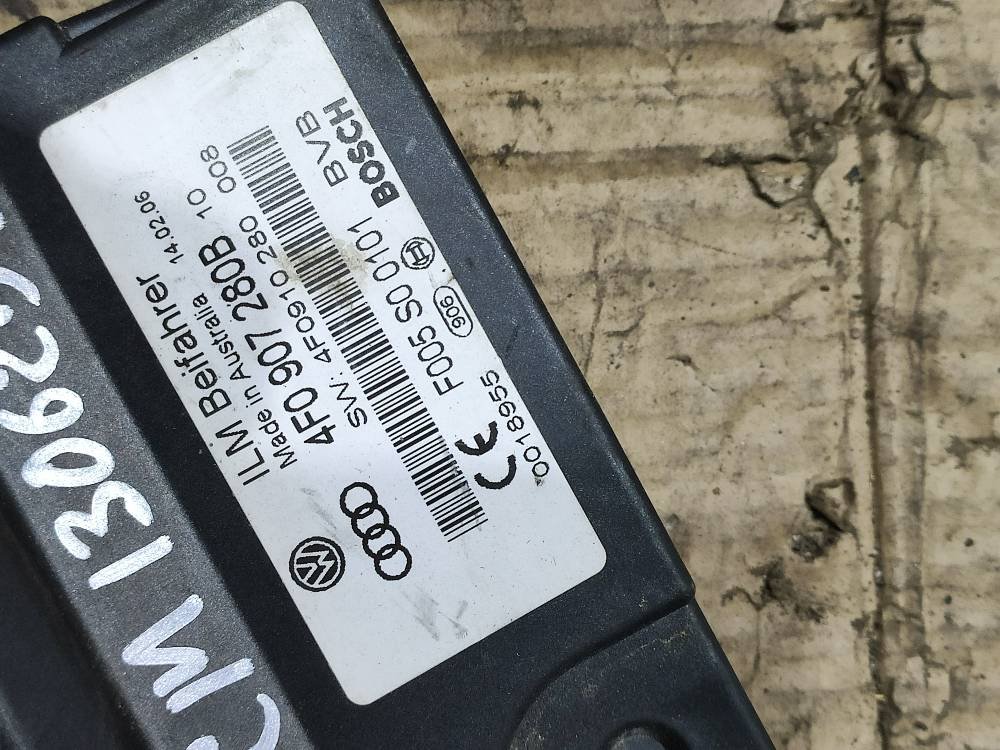 ILM Beifahrer
Made in Australia 14.02.06
4F0 907 280B
SW: 4F0910 280 10
008
F005 S0 0101 BVB
906 BOSCH
CE
0018955